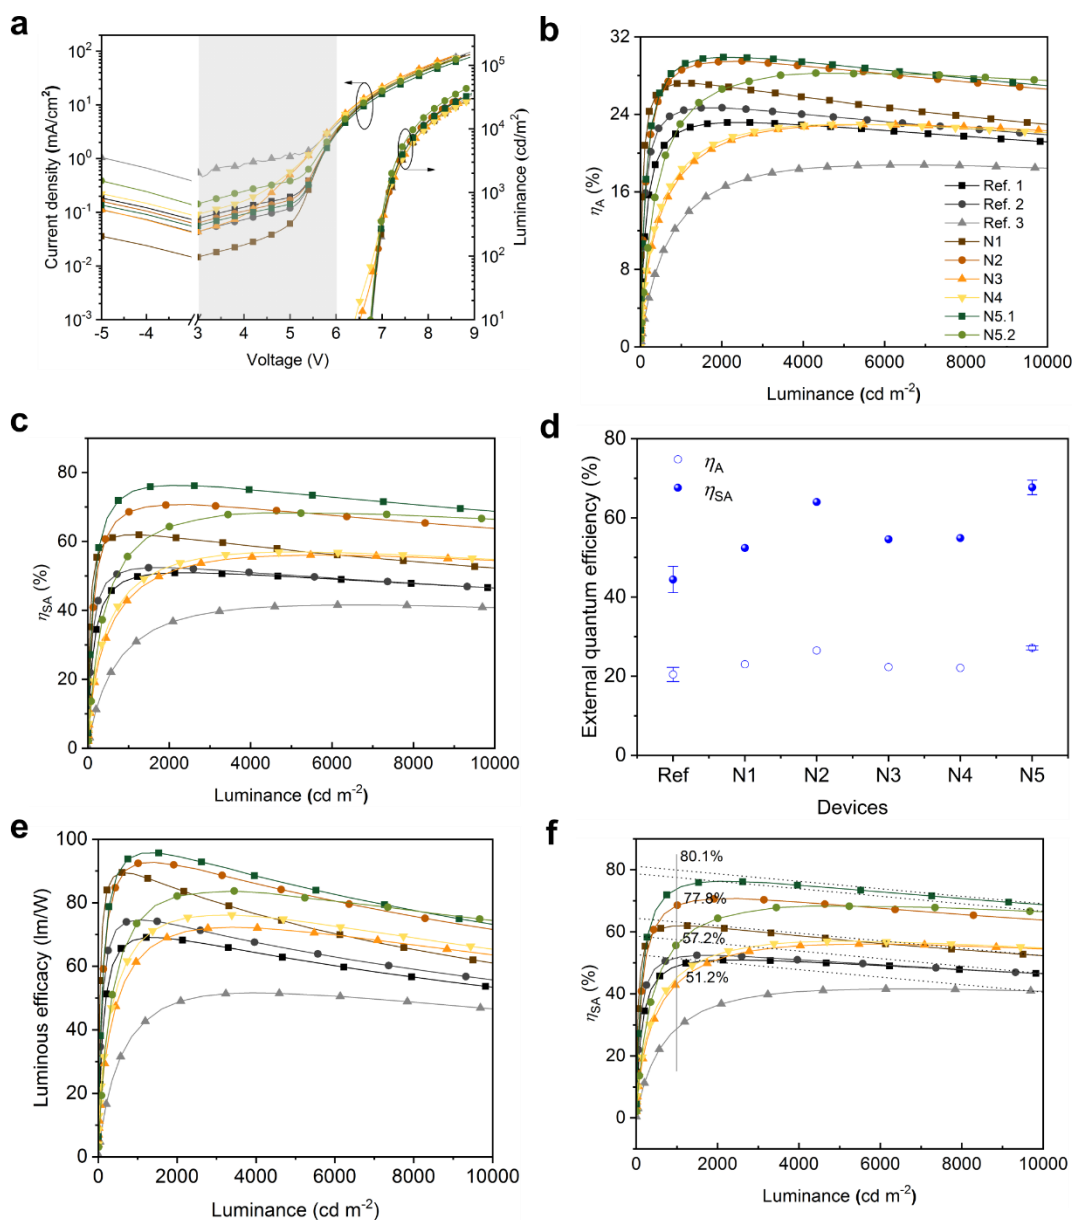 a
Current density (mA/cm²)
10²
10¹
10⁰
10⁻¹
10⁻²
10⁻³
-5
-4
3
4
5
6
7
8
9
Voltage (V)
10⁵
10⁴
10³
10²
10
Luminance (cd/m²)
b
ηA (%)
32
24
16
8
0
0
2000
4000
6000
8000
10000
Luminance (cd m⁻²)
Ref. 1
Ref. 2
Ref. 3
N1
N2
N3
N4
N5.1
N5.2
c
ηSA (%)
80
60
40
20
0
0
2000
4000
6000
8000
10000
Luminance (cd m⁻²)
d
External quantum efficiency (%)
80
60
40
20
0
ηA
ηSA
Ref
N1
N2
N3
N4
N5
Devices
e
Luminous efficacy (lm/W)
100
80
60
40
20
0
0
2000
4000
6000
8000
10000
Luminance (cd m⁻²)
f
ηSA (%)
80
60
40
20
0
80.1%
77.8%
57.2%
51.2%
0
2000
4000
6000
8000
10000
Luminance (cd m⁻²)